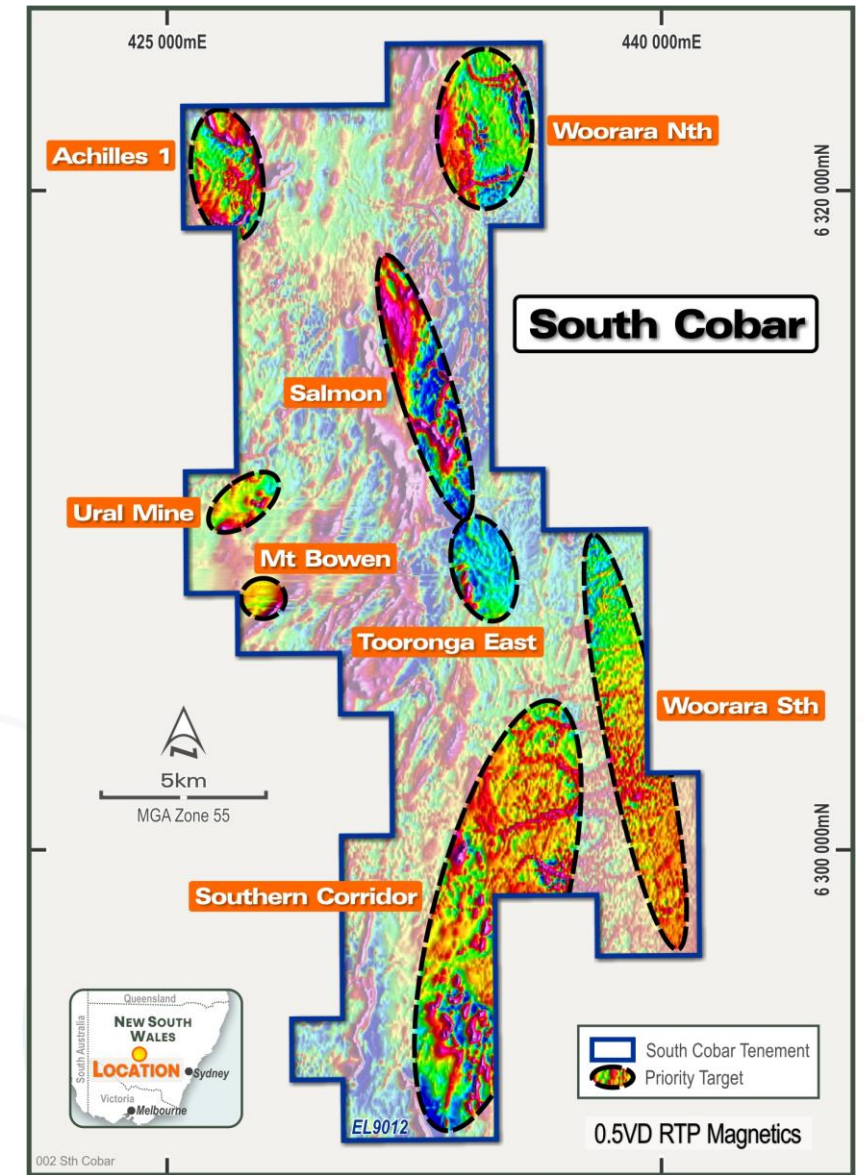 425 000mE
440 000mE
Woorara Nth
Achilles 1
6 320 000mN
South Cobar
Salmon
Ural Mine
Mt Bowen
Tooronga East
Woorara Sth
N
5km
MGA Zone 55
6 300 000mN
Southern Corridor
Queensland
NEW SOUTH
WALES
South Australia
LOCATION
Sydney
Victoria
Melbourne
EL9012
South Cobar Tenement
Priority Target
0.5VD RTP Magnetics
002 Sth Cobar